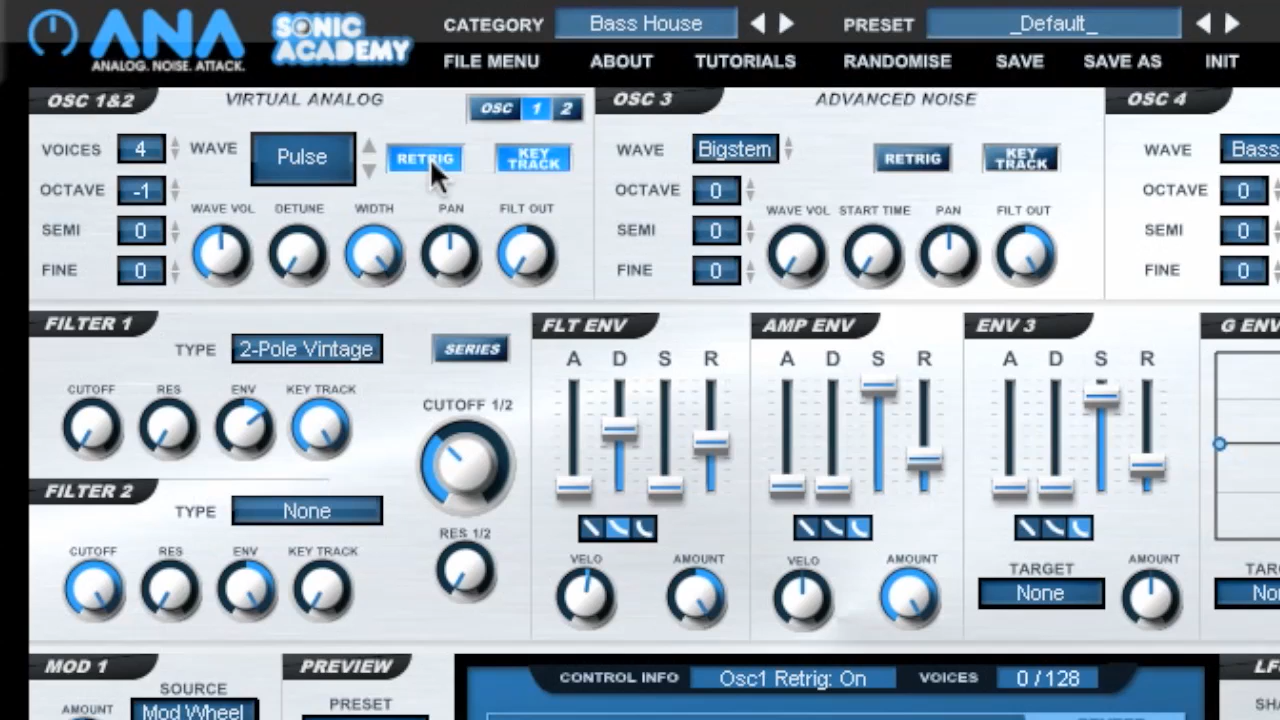 ANA
ANALOG. NOISE. ATTACK.
SONIC ACADEMY
CATEGORY Bass House PRESET _Default_
FILE MENU ABOUT TUTORIALS RANDOMISE SAVE SAVE AS INIT
OSC 1&2 VIRTUAL ANALOG OSC 1 2
VOICES 4 WAVE Pulse RETRIG KEY TRACK
OCTAVE -1
SEMI 0
FINE 0
WAVE VOL DETUNE WIDTH PAN FILT OUT
OSC 3 ADVANCED NOISE
WAVE Bigstem RETRIG KEY TRACK
OCTAVE 0
SEMI 0
FINE 0
WAVE VOL START TIME PAN FILT OUT
OSC 4
WAVE Bass
OCTAVE 0
SEMI 0
FINE 0
FILTER 1
TYPE 2-Pole Vintage SERIES
CUTOFF RES ENV KEY TRACK
CUTOFF 1/2
FILTER 2
TYPE None
RES 1/2
CUTOFF RES ENV KEY TRACK
FLT ENV
A D S R
VELO AMOUNT
AMP ENV
A D S R
VELO AMOUNT
ENV 3
A D S R
TARGET AMOUNT
None
G ENV
TAR
No
MOD 1
SOURCE
AMOUNT Mod Wheel
PREVIEW
PRESET
CONTROL INFO Osc1 Retrig: On VOICES 0 / 128
LF
SHA